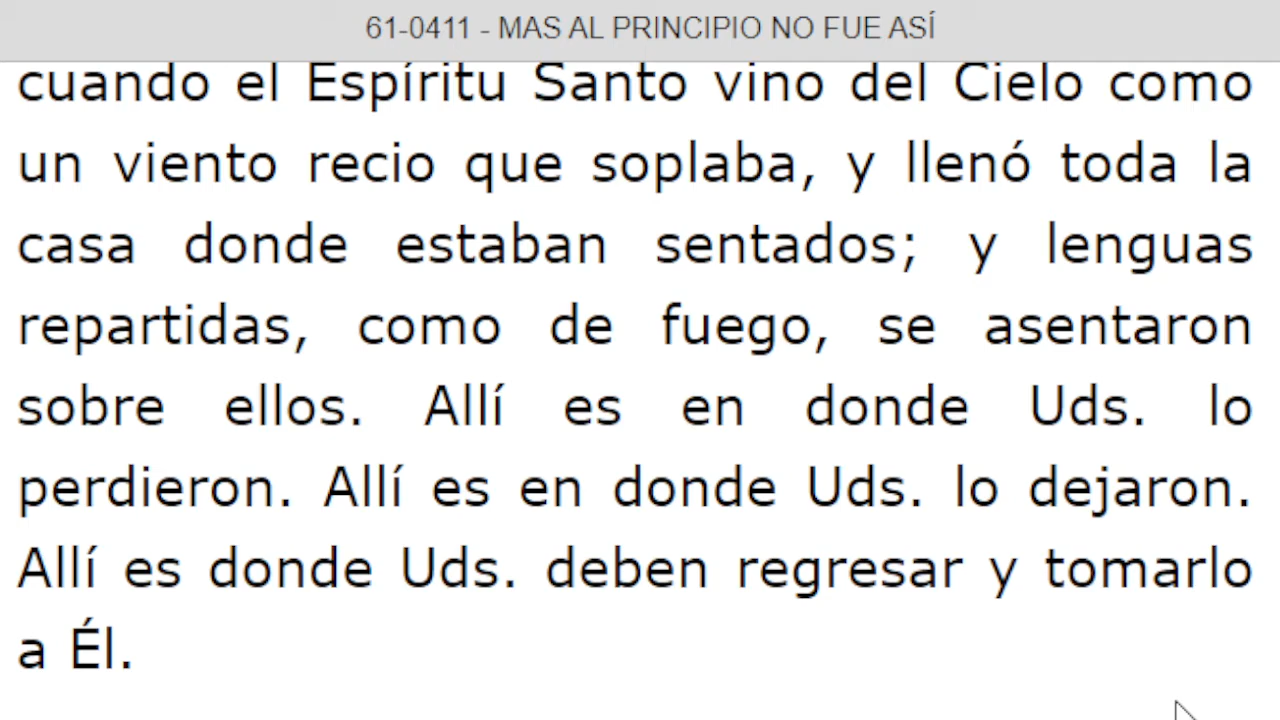 61-0411 - MAS AL PRINCIPIO NO FUE ASÍ
cuando el Espíritu Santo vino del Cielo como
un viento recio que soplaba, y llenó toda la
casa donde estaban sentados; y lenguas
repartidas, como de fuego, se asentaron
sobre ellos. Allí es en donde Uds. lo
perdieron. Allí es en donde Uds. lo dejaron.
Allí es donde Uds. deben regresar y tomarlo
a Él.